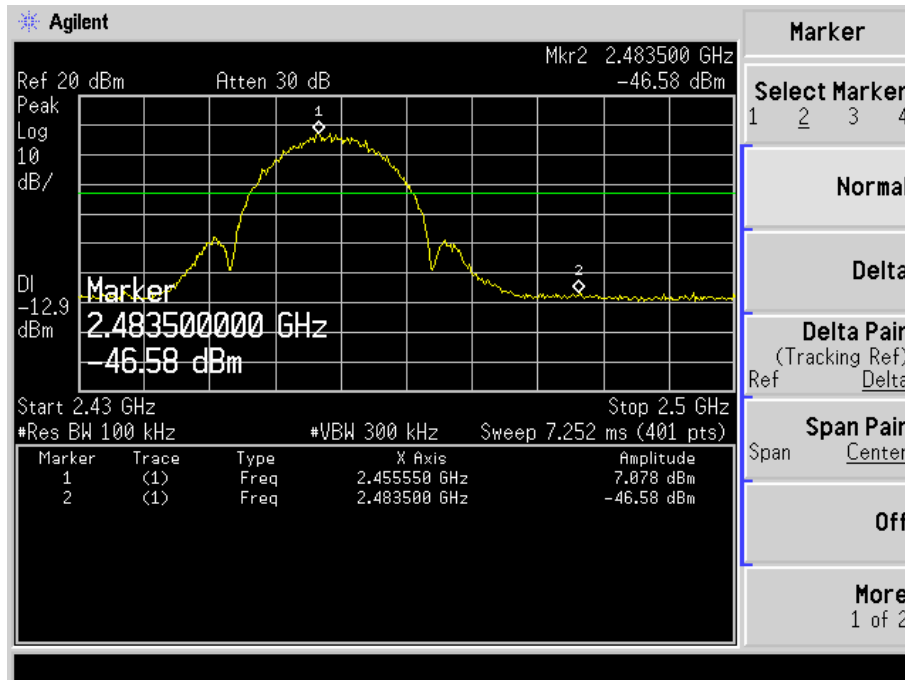 Agilent
Mkr2 2.483500 GHz
Ref 20 dBm Atten 30 dB -46.58 dBm
Peak
Log
10
dB/
1
2
DI
-12.9
dBm
Marker
2.483500000 GHz
-46.58 dBm
Start 2.43 GHz Stop 2.5 GHz
#Res BW 100 kHz #VBW 300 kHz Sweep 7.252 ms (401 pts)
Marker Trace Type X Axis Amplitude
1 (1) Freq 2.455550 GHz 7.078 dBm
2 (1) Freq 2.483500 GHz -46.58 dBm
Marker
Select Marker
1 2 3 4
Normal
Delta
Delta Pair
(Tracking Ref)
Ref Delta
Span Pair
Span Center
Off
More
1 of 2